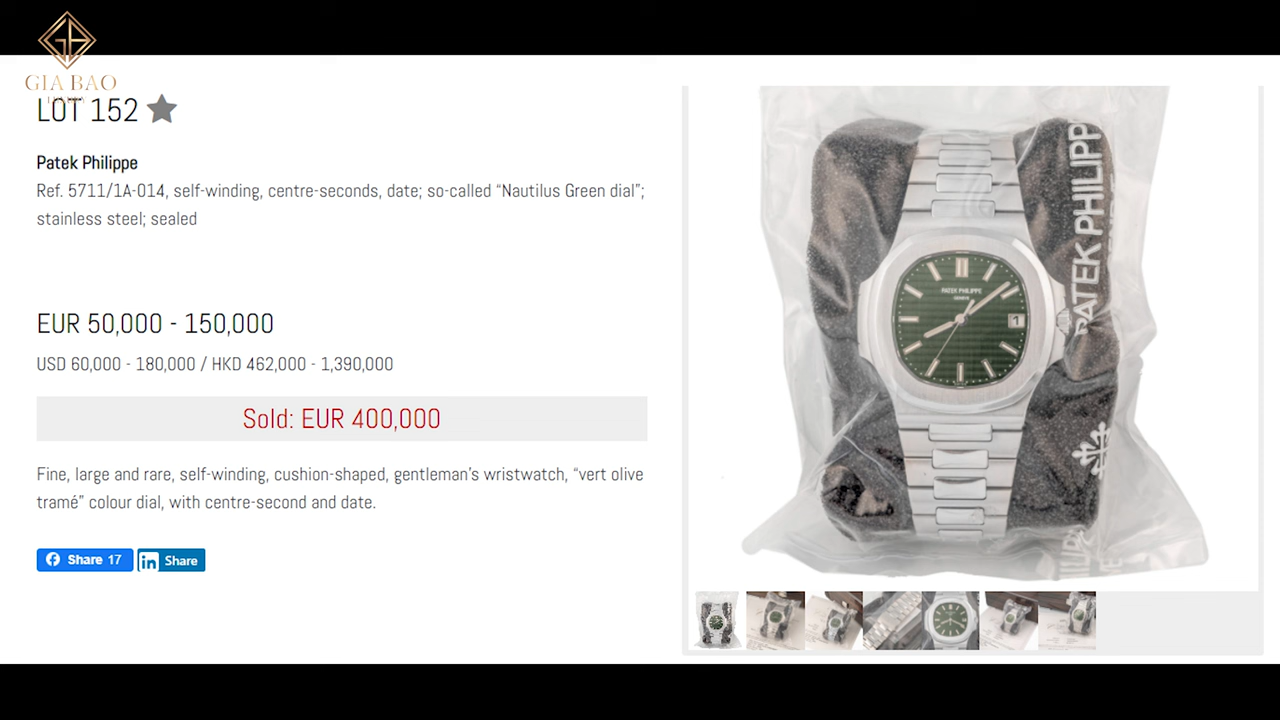 GIA BAO
LOT 152
Patek Philippe
Ref. 5711/1A-014, self-winding, centre-seconds, date; so-called “Nautilus Green dial”;
stainless steel; sealed
EUR 50,000 - 150,000
USD 60,000 - 180,000 / HKD 462,000 - 1,390,000
Sold: EUR 400,000
Fine, large and rare, self-winding, cushion-shaped, gentleman's wristwatch, “vert olive
tramé” colour dial, with centre-second and date.
Share 17
Share
PATEK PHILIPP
PATEK PHILIPPE
1